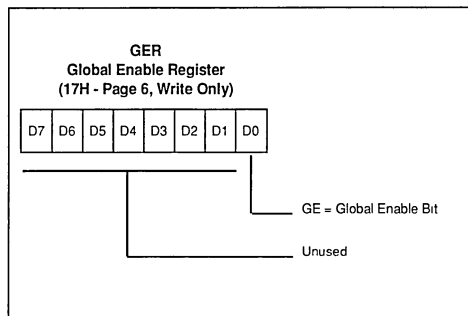 GER
Global Enable Register
(17H - Page 6, Write Only)
D7 D6 D5 D4 D3 D2 D1 D0
GE = Global Enable Bit
Unused